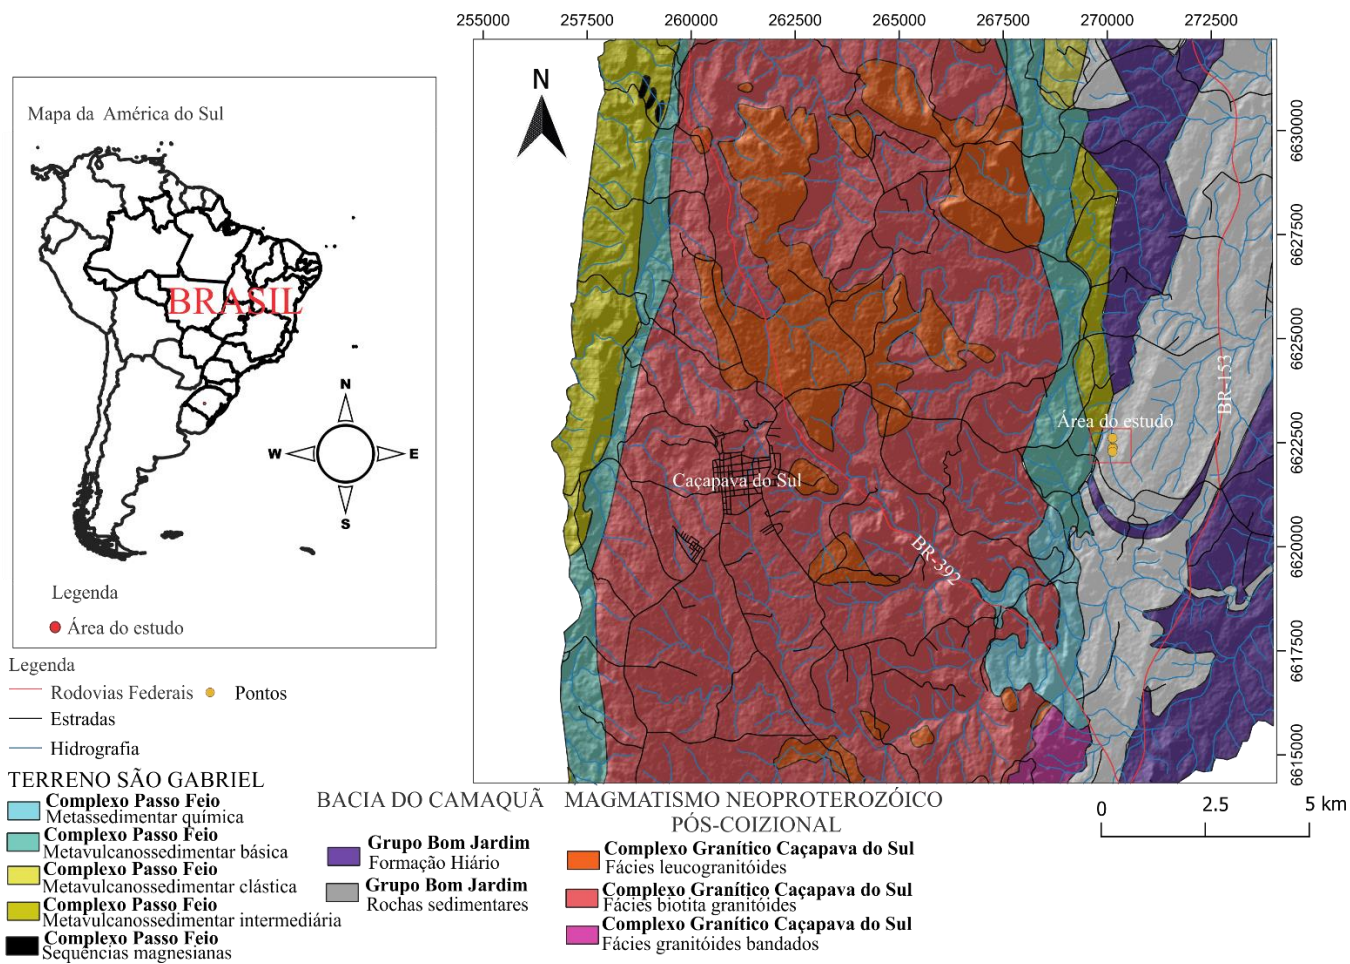 255000 257500 260000 262500 265000 267500 270000 272500
N
6630000
6627500
6625000
6622500
6620000
6617500
6615000
Mapa da América do Sul
BRASIL
N
W E
S
Legenda
Área do estudo
BR-153
Área do estudo
Caçapava do Sul
BR-392
0 2.5 5 km
Legenda
Rodovias Federais Pontos
Estradas
Hidrografia
TERRENO SÃO GABRIEL
Complexo Passo Feio
Metassedimentar química
Complexo Passo Feio
Metavulcanossedimentar básica
Complexo Passo Feio
Metavulcanossedimentar clástica
Complexo Passo Feio
Metavulcanossedimentar intermediária
Complexo Passo Feio
Sequências magnesianas
BACIA DO CAMAQUÃ
Grupo Bom Jardim
Formação Hiário
Grupo Bom Jardim
Rochas sedimentares
MAGMATISMO NEOPROTEROZÓICO
PÓS-COIZIONAL
Complexo Granítico Caçapava do Sul
Fácies leucogranitóides
Complexo Granítico Caçapava do Sul
Fácies biotita granitóides
Complexo Granítico Caçapava do Sul
Fácies granitóides bandados